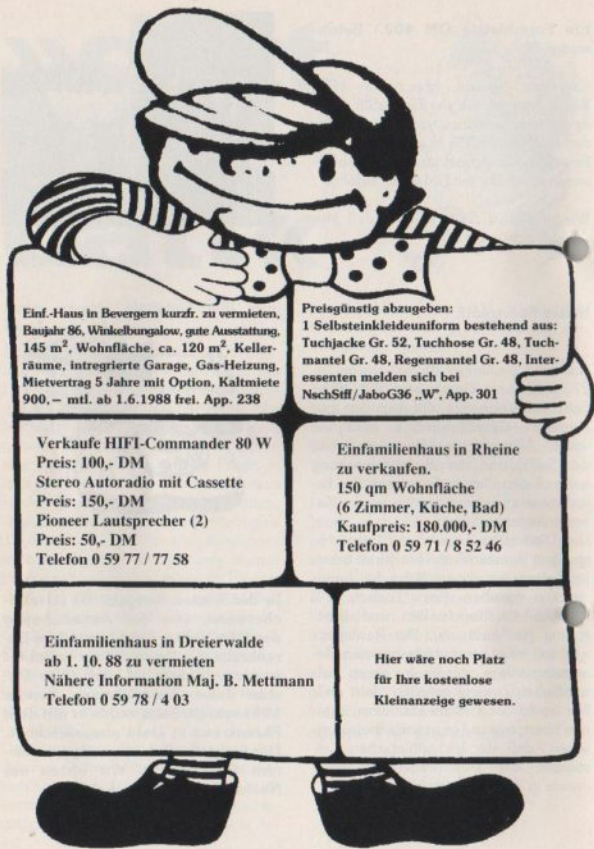 Einf.-Haus in Bevergern kurzfr. zu vermieten,
Baujahr 86, Winkelbungalow, gute Ausstattung,
145 m², Wohnfläche, ca. 120 m², Keller-
räume, intregrierte Garage, Gas-Heizung,
Mietvertrag 5 Jahre mit Option, Kaltmiete
900,— mtl. ab 1.6.1988 frei. App. 238
Preisgünstig abzugeben:
1 Selbsteinkleideuniform bestehend aus:
Tuchjacke Gr. 52, Tuchhose Gr. 48, Tuch-
mantel Gr. 48, Regenmantel Gr. 48, Inter-
essenten melden sich bei
NschStff/JaboG36 „W", App. 301
Verkaufe HIFI-Commander 80 W
Preis: 100,- DM
Stereo Autoradio mit Cassette
Preis: 150,- DM
Pioneer Lautsprecher (2)
Preis: 50,- DM
Telefon 0 59 77 / 77 58
Einfamilienhaus in Rheine
zu verkaufen.
150 qm Wohnfläche
(6 Zimmer, Küche, Bad)
Kaufpreis: 180.000,- DM
Telefon 0 59 71 / 8 52 46
Einfamilienhaus in Dreierwalde
ab 1. 10. 88 zu vermieten
Nähere Information Maj. B. Mettmann
Telefon 0 59 78 / 4 03
Hier wäre noch Platz
für Ihre kostenlose
Kleinanzeige gewesen.